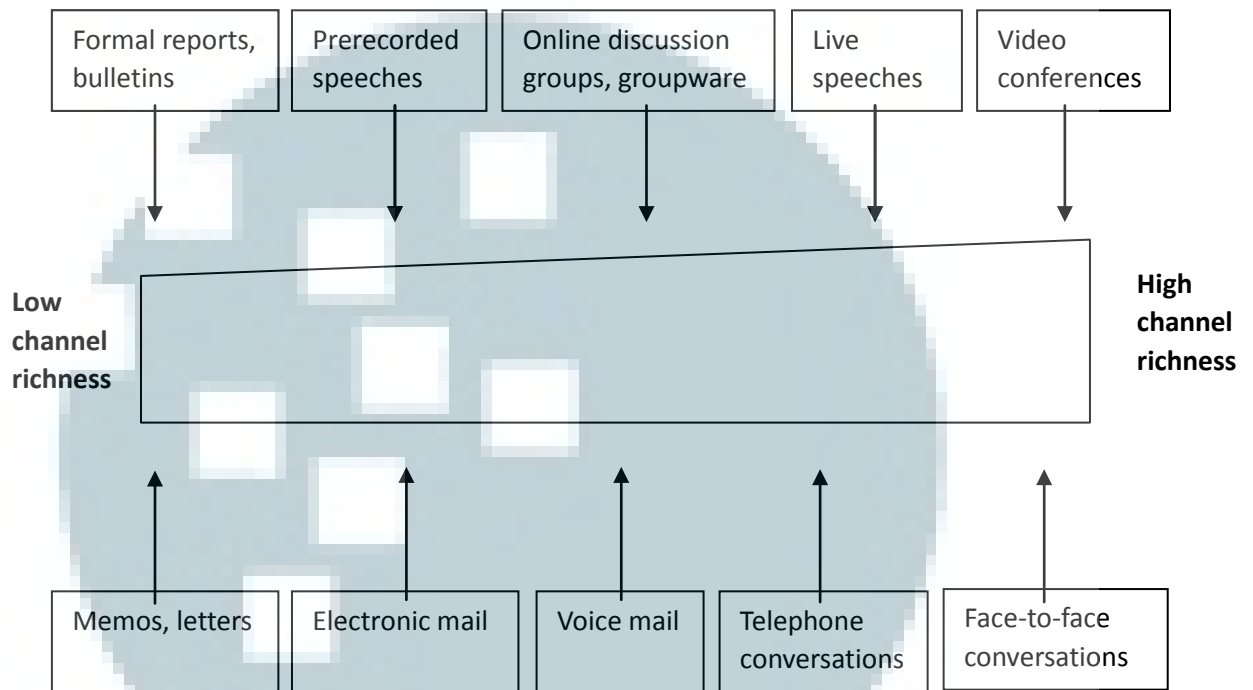 Formal reports,
bulletins
Prerecorded
speeches
Online discussion
groups, groupware
Live
speeches
Video
conferences
Low
channel
richness
High
channel
richness
Memos, letters
Electronic mail
Voice mail
Telephone
conversations
Face-to-face
conversations